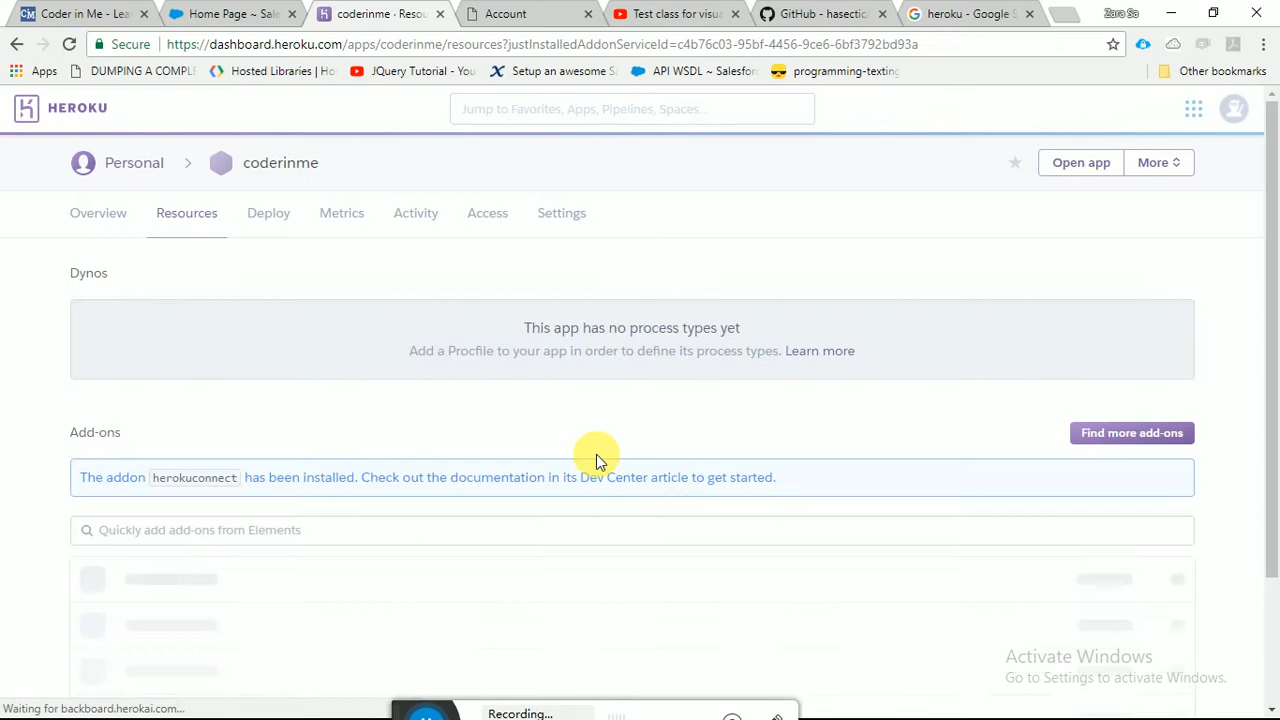 Coder in Me - Lea
Home Page ~ Sale
coderinme · Resou
Account
Test class for visua
GitHub - hasectic
heroku - Google S
Zara Sa
Secure
https://dashboard.heroku.com/apps/coderinme/resources?justInstalledAddonServiceId=c4b76c03-95bf-4456-9ce6-6bf3792bd93a
Apps
DUMPING A COMPLE
Hosted Libraries | Ho
JQuery Tutorial - You
Setup an awesome S
API WSDL ~ Salesfor
programming-texting
Other bookmarks
HEROKU
Jump to Favorites, Apps, Pipelines, Spaces...
Personal
coderinme
Open app
More
Overview
Resources
Deploy
Metrics
Activity
Access
Settings
Dynos
This app has no process types yet
Add a Procfile to your app in order to define its process types. Learn more
Add-ons
Find more add-ons
The addon herokuconnect has been installed. Check out the documentation in its Dev Center article to get started.
Quickly add add-ons from Elements
Activate Windows
Go to Settings to activate Windows.
Waiting for backboard.herokai.com...
Recording...